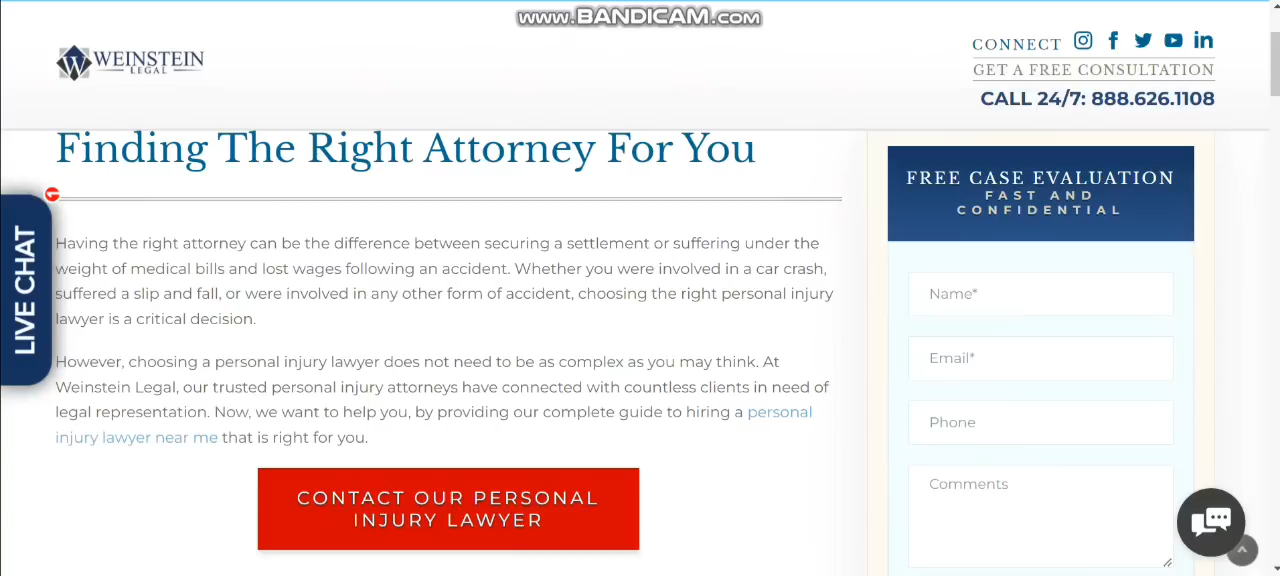 www.BANDICAM.com
WEINSTEIN
LEGAL
CONNECT
GET A FREE CONSULTATION
CALL 24/7: 888.626.1108
Finding The Right Attorney For You
LIVE CHAT
Having the right attorney can be the difference between securing a settlement or suffering under the
weight of medical bills and lost wages following an accident. Whether you were involved in a car crash,
suffered a slip and fall, or were involved in any other form of accident, choosing the right personal injury
lawyer is a critical decision.
However, choosing a personal injury lawyer does not need to be as complex as you may think. At
Weinstein Legal, our trusted personal injury attorneys have connected with countless clients in need of
legal representation. Now, we want to help you, by providing our complete guide to hiring a personal
injury lawyer near me that is right for you.
CONTACT OUR PERSONAL
INJURY LAWYER
FREE CASE EVALUATION
FAST AND
CONFIDENTIAL
Name*
Email*
Phone
Comments